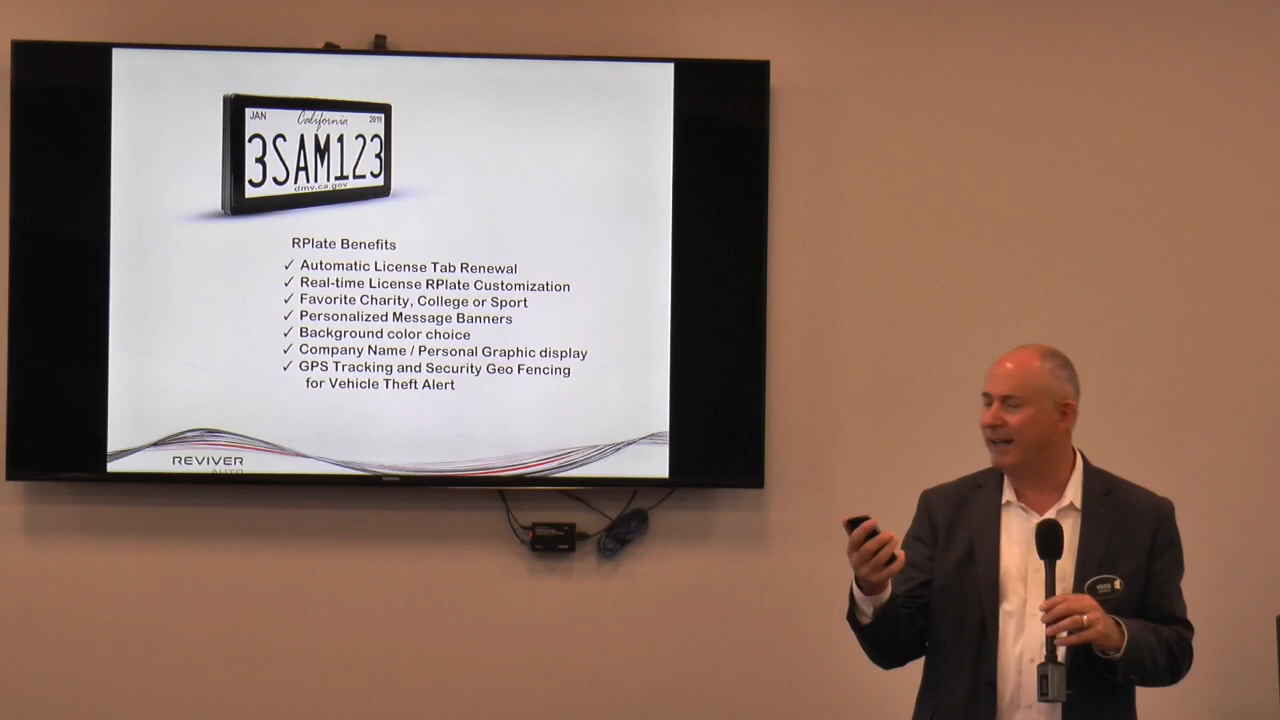 JAN California 2019
3SAM123
dmv.ca.gov
RPlate Benefits
✓ Automatic License Tab Renewal
✓ Real-time License RPlate Customization
✓ Favorite Charity, College or Sport
✓ Personalized Message Banners
✓ Background color choice
✓ Company Name / Personal Graphic display
✓ GPS Tracking and Security Geo Fencing
for Vehicle Theft Alert
REVIVER
AUTO